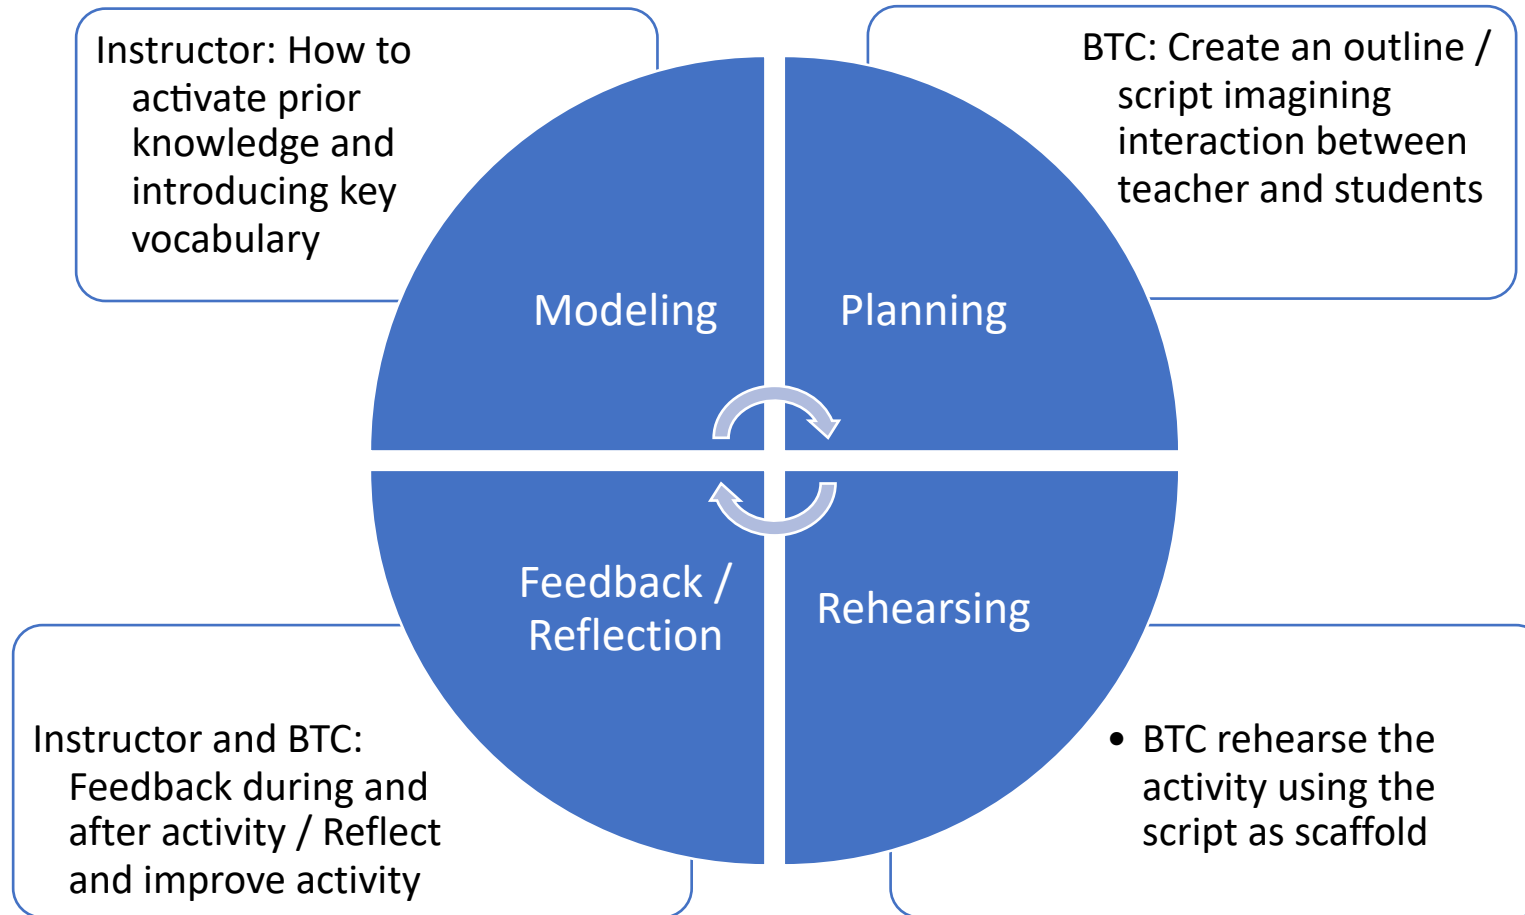 Instructor: How to
activate prior
knowledge and
introducing key
vocabulary
BTC: Create an outline /
script imagining
interaction between
teacher and students
Modeling
Planning
Feedback /
Reflection
Rehearsing
Instructor and BTC:
Feedback during and
after activity / Reflect
and improve activity
• BTC rehearse the
activity using the
script as scaffold